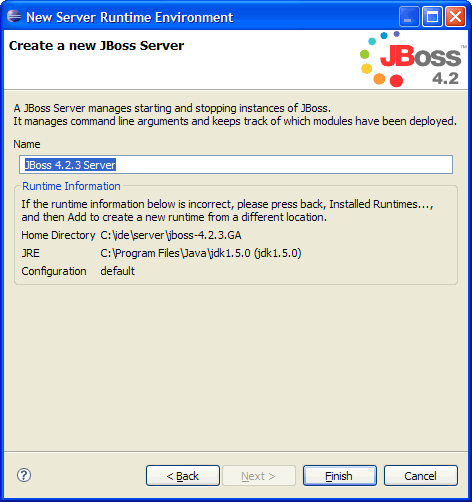 New Server Runtime Environment
Create a new JBoss Server
JBoss™
4.2
A JBoss Server manages starting and stopping instances of JBoss.
It manages command line arguments and keeps track of which modules have been deployed.
Name
JBoss 4.2.3 Server
Runtime Information
If the runtime information below is incorrect, please press back, Installed Runtimes...,
and then Add to create a new runtime from a different location.
Home Directory C:\ide\server\jboss-4.2.3.GA
JRE C:\Program Files\Java\jdk1.5.0 (jdk1.5.0)
Configuration default
? < Back Next > Finish Cancel